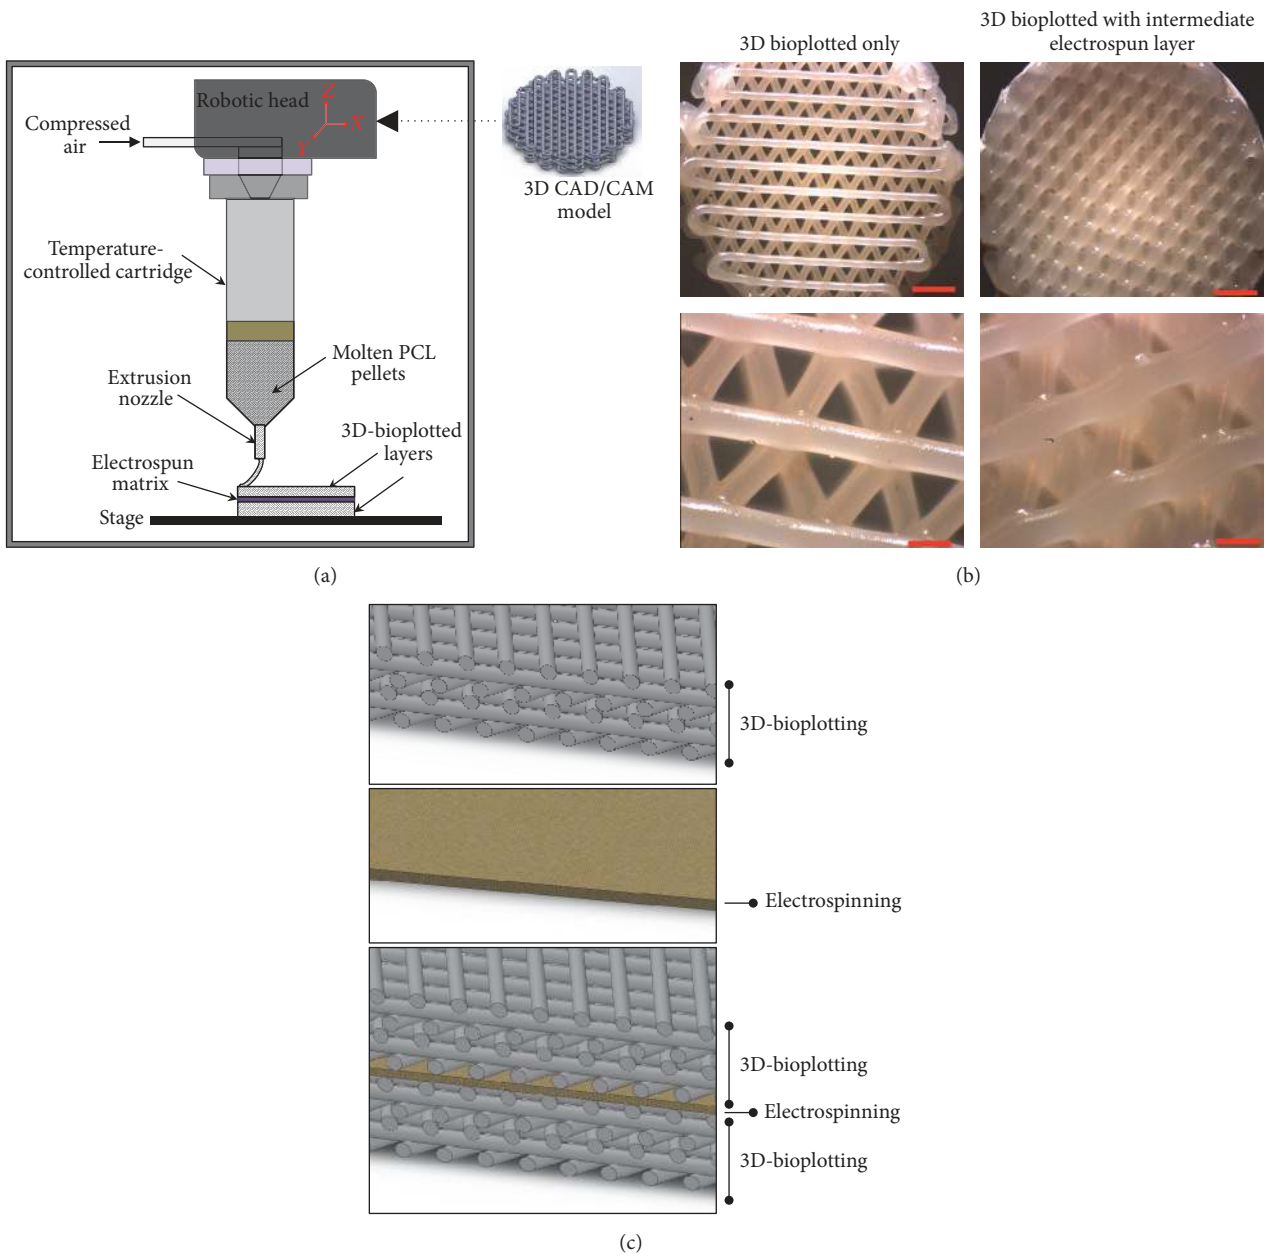 Robotic head
Z
X
Y
Compressed
air
3D CAD/CAM
model
Temperature-
controlled cartridge
Molten PCL
pellets
Extrusion
nozzle
3D-bioplotted
layers
Electrospun
matrix
Stage
(a)
3D bioplotted only
3D bioplotted with intermediate
electrospun layer
(b)
3D-bioplotting
Electrospinning
3D-bioplotting
Electrospinning
3D-bioplotting
(c)